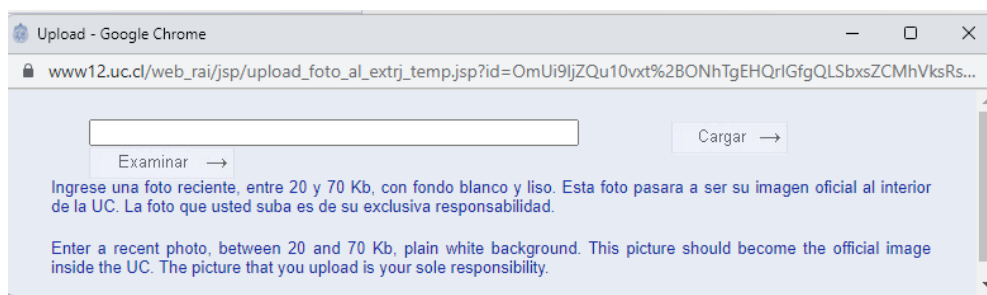 Upload - Google Chrome
www12.uc.cl/web_rai/jsp/upload_foto_al_extrj_temp.jsp?id=OmUi9IjZQu10vxt%2BONhTgEHQrIGfgQLSbxsZCMhVksRs...
Cargar →
Examinar →
Ingrese una foto reciente, entre 20 y 70 Kb, con fondo blanco y liso. Esta foto pasara a ser su imagen oficial al interior
de la UC. La foto que usted suba es de su exclusiva responsabilidad.
Enter a recent photo, between 20 and 70 Kb, plain white background. This picture should become the official image
inside the UC. The picture that you upload is your sole responsibility.